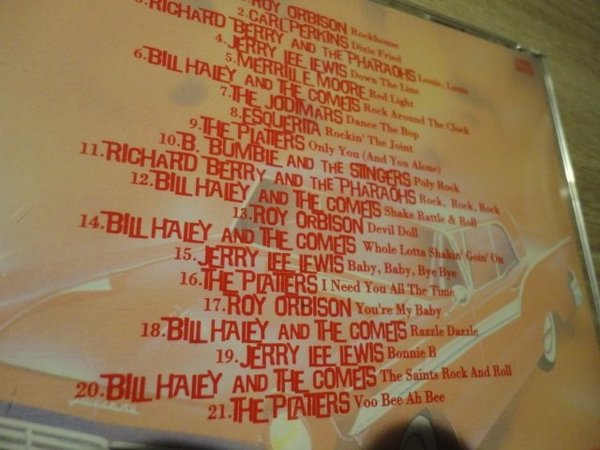 1.ROY ORBISON Rockhouse
2.CARL PERKINS Dixie Fried
3.RICHARD BERRY AND THE PHARAOHS Louie, Louie
4.JERRY LEE LEWIS Down The Line
5.MERRILLE MOORE Red Light
6.BILL HALEY AND THE COMETS Rock Around The Clock
7.THE JODIMARS Dance The Bop
8.ESQUERITA Rockin' The Joint
9.THE PLATTERS Only You (And You Alone)
10.B. BUMBLE AND THE STINGERS Poly Rock
11.RICHARD BERRY AND THE PHARAOHS Rock, Rock, Rock
12.BILL HALEY AND THE COMETS Shake Rattle & Roll
13.ROY ORBISON Devil Doll
14.BILL HALEY AND THE COMETS Whole Lotta Shakin' Goin' On
15.JERRY LEE LEWIS Baby, Baby, Bye Bye
16.THE PLATTERS I Need You All The Time
17.ROY ORBISON You're My Baby
18.BILL HALEY AND THE COMETS Razzle Dazzle
19.JERRY LEE LEWIS Bonnie B
20.BILL HALEY AND THE COMETS The Saints Rock And Roll
21.THE PLATTERS Voo Bee Ah Bee